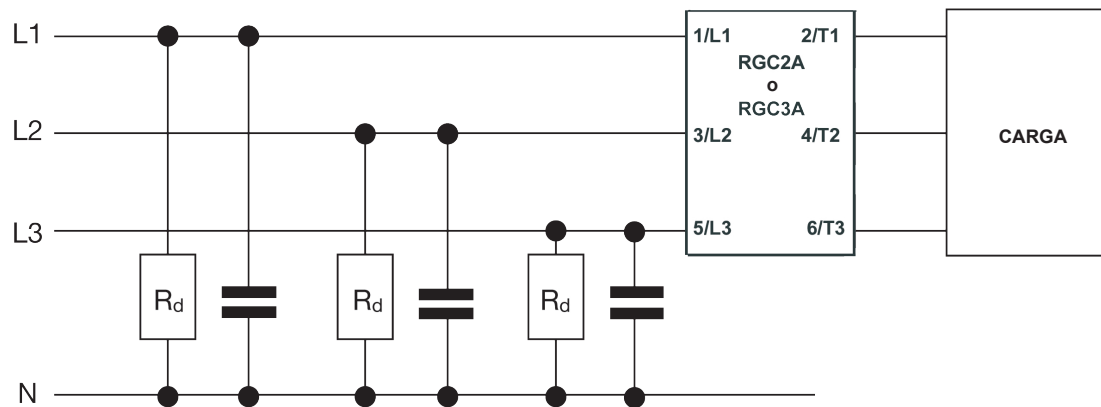 L1
1/L1 2/T1
RGC2A
o
RGC3A
L2
3/L2 4/T2
CARGA
L3
5/L3 6/T3
Rd
Rd
Rd
N